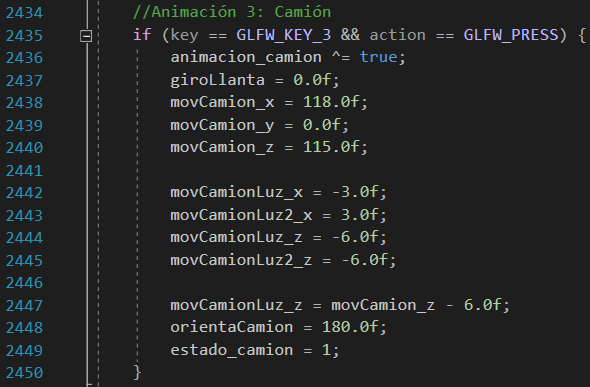 2434 //Animación 3: Camión
2435 if (key == GLFW_KEY_3 && action == GLFW_PRESS) {
2436 animacion_camion ^= true;
2437 giroLlanta = 0.0f;
2438 movCamion_x = 118.0f;
2439 movCamion_y = 0.0f;
2440 movCamion_z = 115.0f;
2441
2442 movCamionLuz_x = -3.0f;
2443 movCamionLuz2_x = 3.0f;
2444 movCamionLuz_z = -6.0f;
2445 movCamionLuz2_z = -6.0f;
2446
2447 movCamionLuz_z = movCamion_z - 6.0f;
2448 orientaCamion = 180.0f;
2449 estado_camion = 1;
2450 }